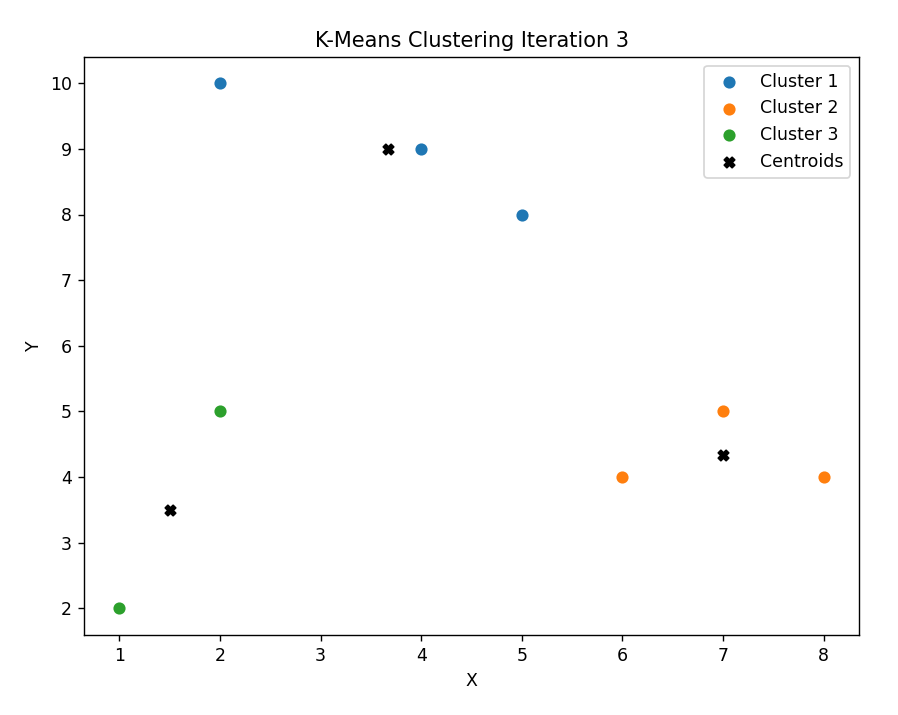 K-Means Clustering Iteration 3
Cluster 1
Cluster 2
Cluster 3
Centroids
10
9
8
7
6
5
4
3
2
Y
1 2 3 4 5 6 7 8
X